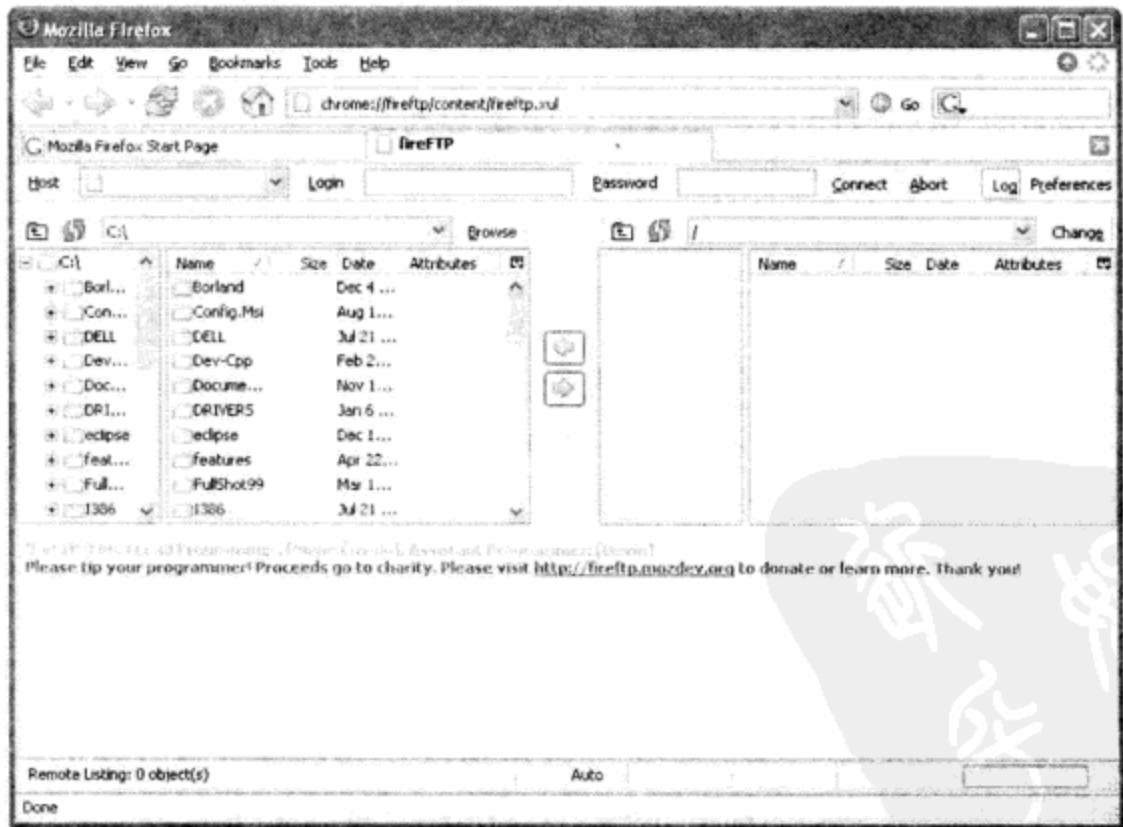 Mozilla Firefox
File Edit View Go Bookmarks Tools Help
chrome://fireftp/content/fireftp.xul Go G
G Mozilla Firefox Start Page fireFTP
Host Login Password Connect Abort Log Preferences
C:\ Browse / Change
C:\ Name Size Date Attributes Name Size Date Attributes
Borl... Borland Dec 4 ...
Con... Config.Msi Aug 1...
DELL DELL Jul 21 ...
Dev... Dev-Cpp Feb 2...
Doc... Docume... Nov 1...
DRI... DRIVERS Jan 6 ...
eclipse eclipse Dec 1...
feat... features Apr 22...
Full... FullShot99 Mar 1...
I386 I386 Jul 21 ...
Please tip your programmer! Proceeds go to charity. Please visit http://fireftp.mozdev.org to donate or learn more. Thank you!
Remote Listing: 0 object(s) Auto
Done